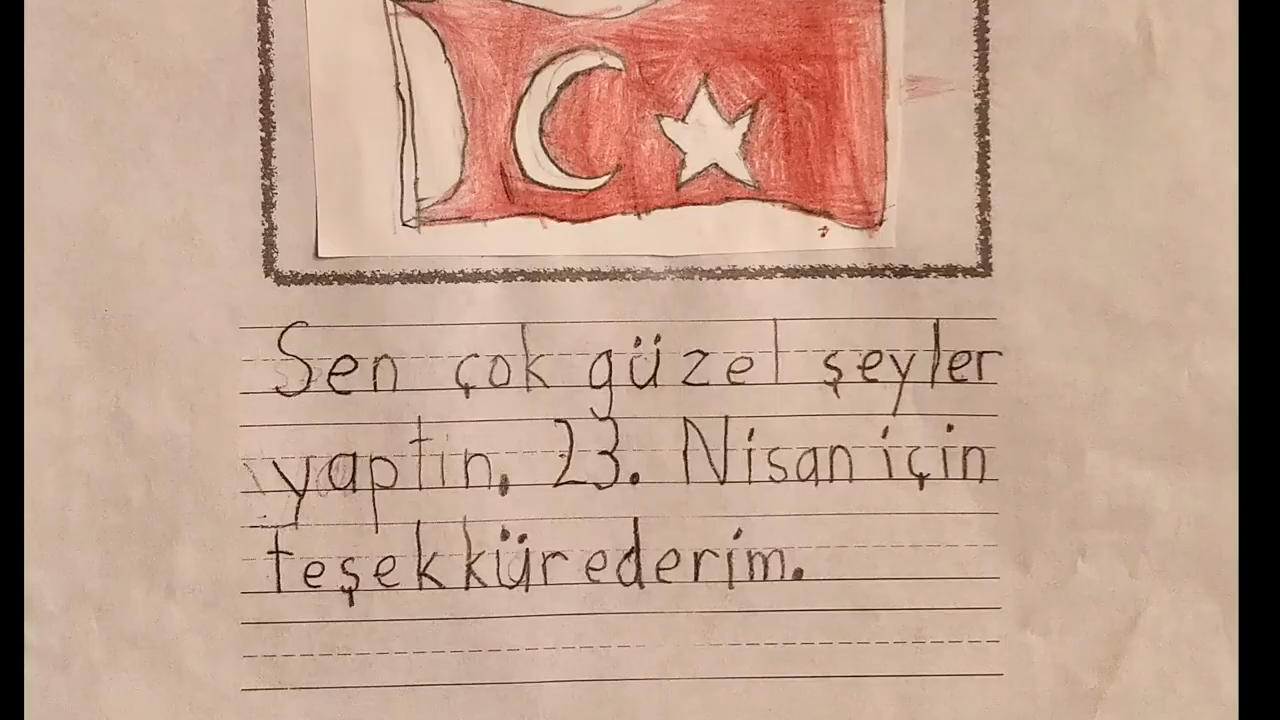 Sen çok güzel şeyler
yaptın. 23. Nisan için
teşekkür ederim.